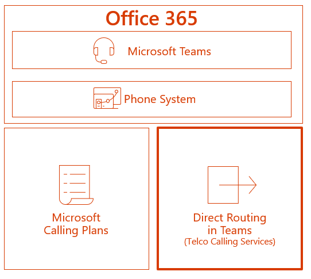 Office 365
Microsoft Teams
Phone System
Microsoft
Calling Plans
Direct Routing
in Teams
(Telco Calling Services)